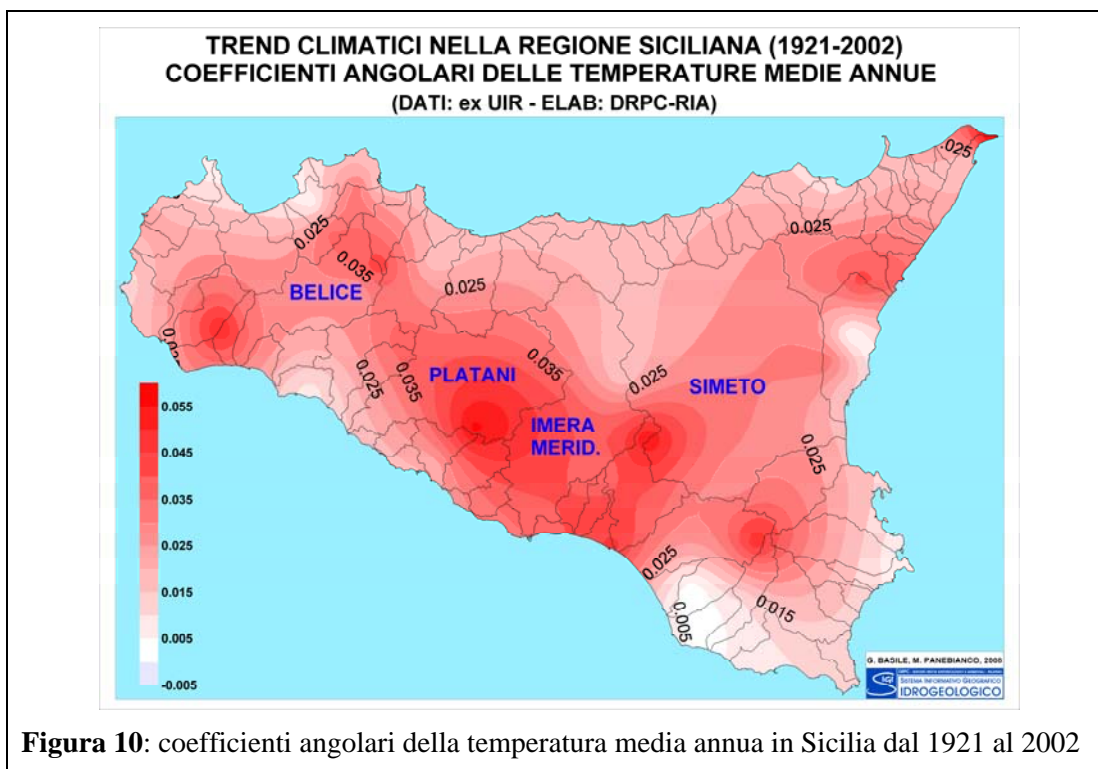 TREND CLIMATICI NELLA REGIONE SICILIANA (1921-2002)
COEFFICIENTI ANGOLARI DELLE TEMPERATURE MEDIE ANNUE
(DATI: ex UIR - ELAB: DRPC-RIA)
.025
0.025
0.025
0.035
BELICE
0.025
0.035
PLATANI
0.035
0.025
0.025
SIMETO
IMERA
MERID.
0.025
0.025
0.015
0.005
0.055
0.045
0.035
0.025
0.015
0.005
-0.005
G. BASILE, M. PANEBIANCO,
SIGI
SISTEMA INFORMATIVO GEOGRAFICO
IDROGEOLOGICO
Figura 10: coefficienti angolari della temperatura media annua in Sicilia dal 1921 al 2002